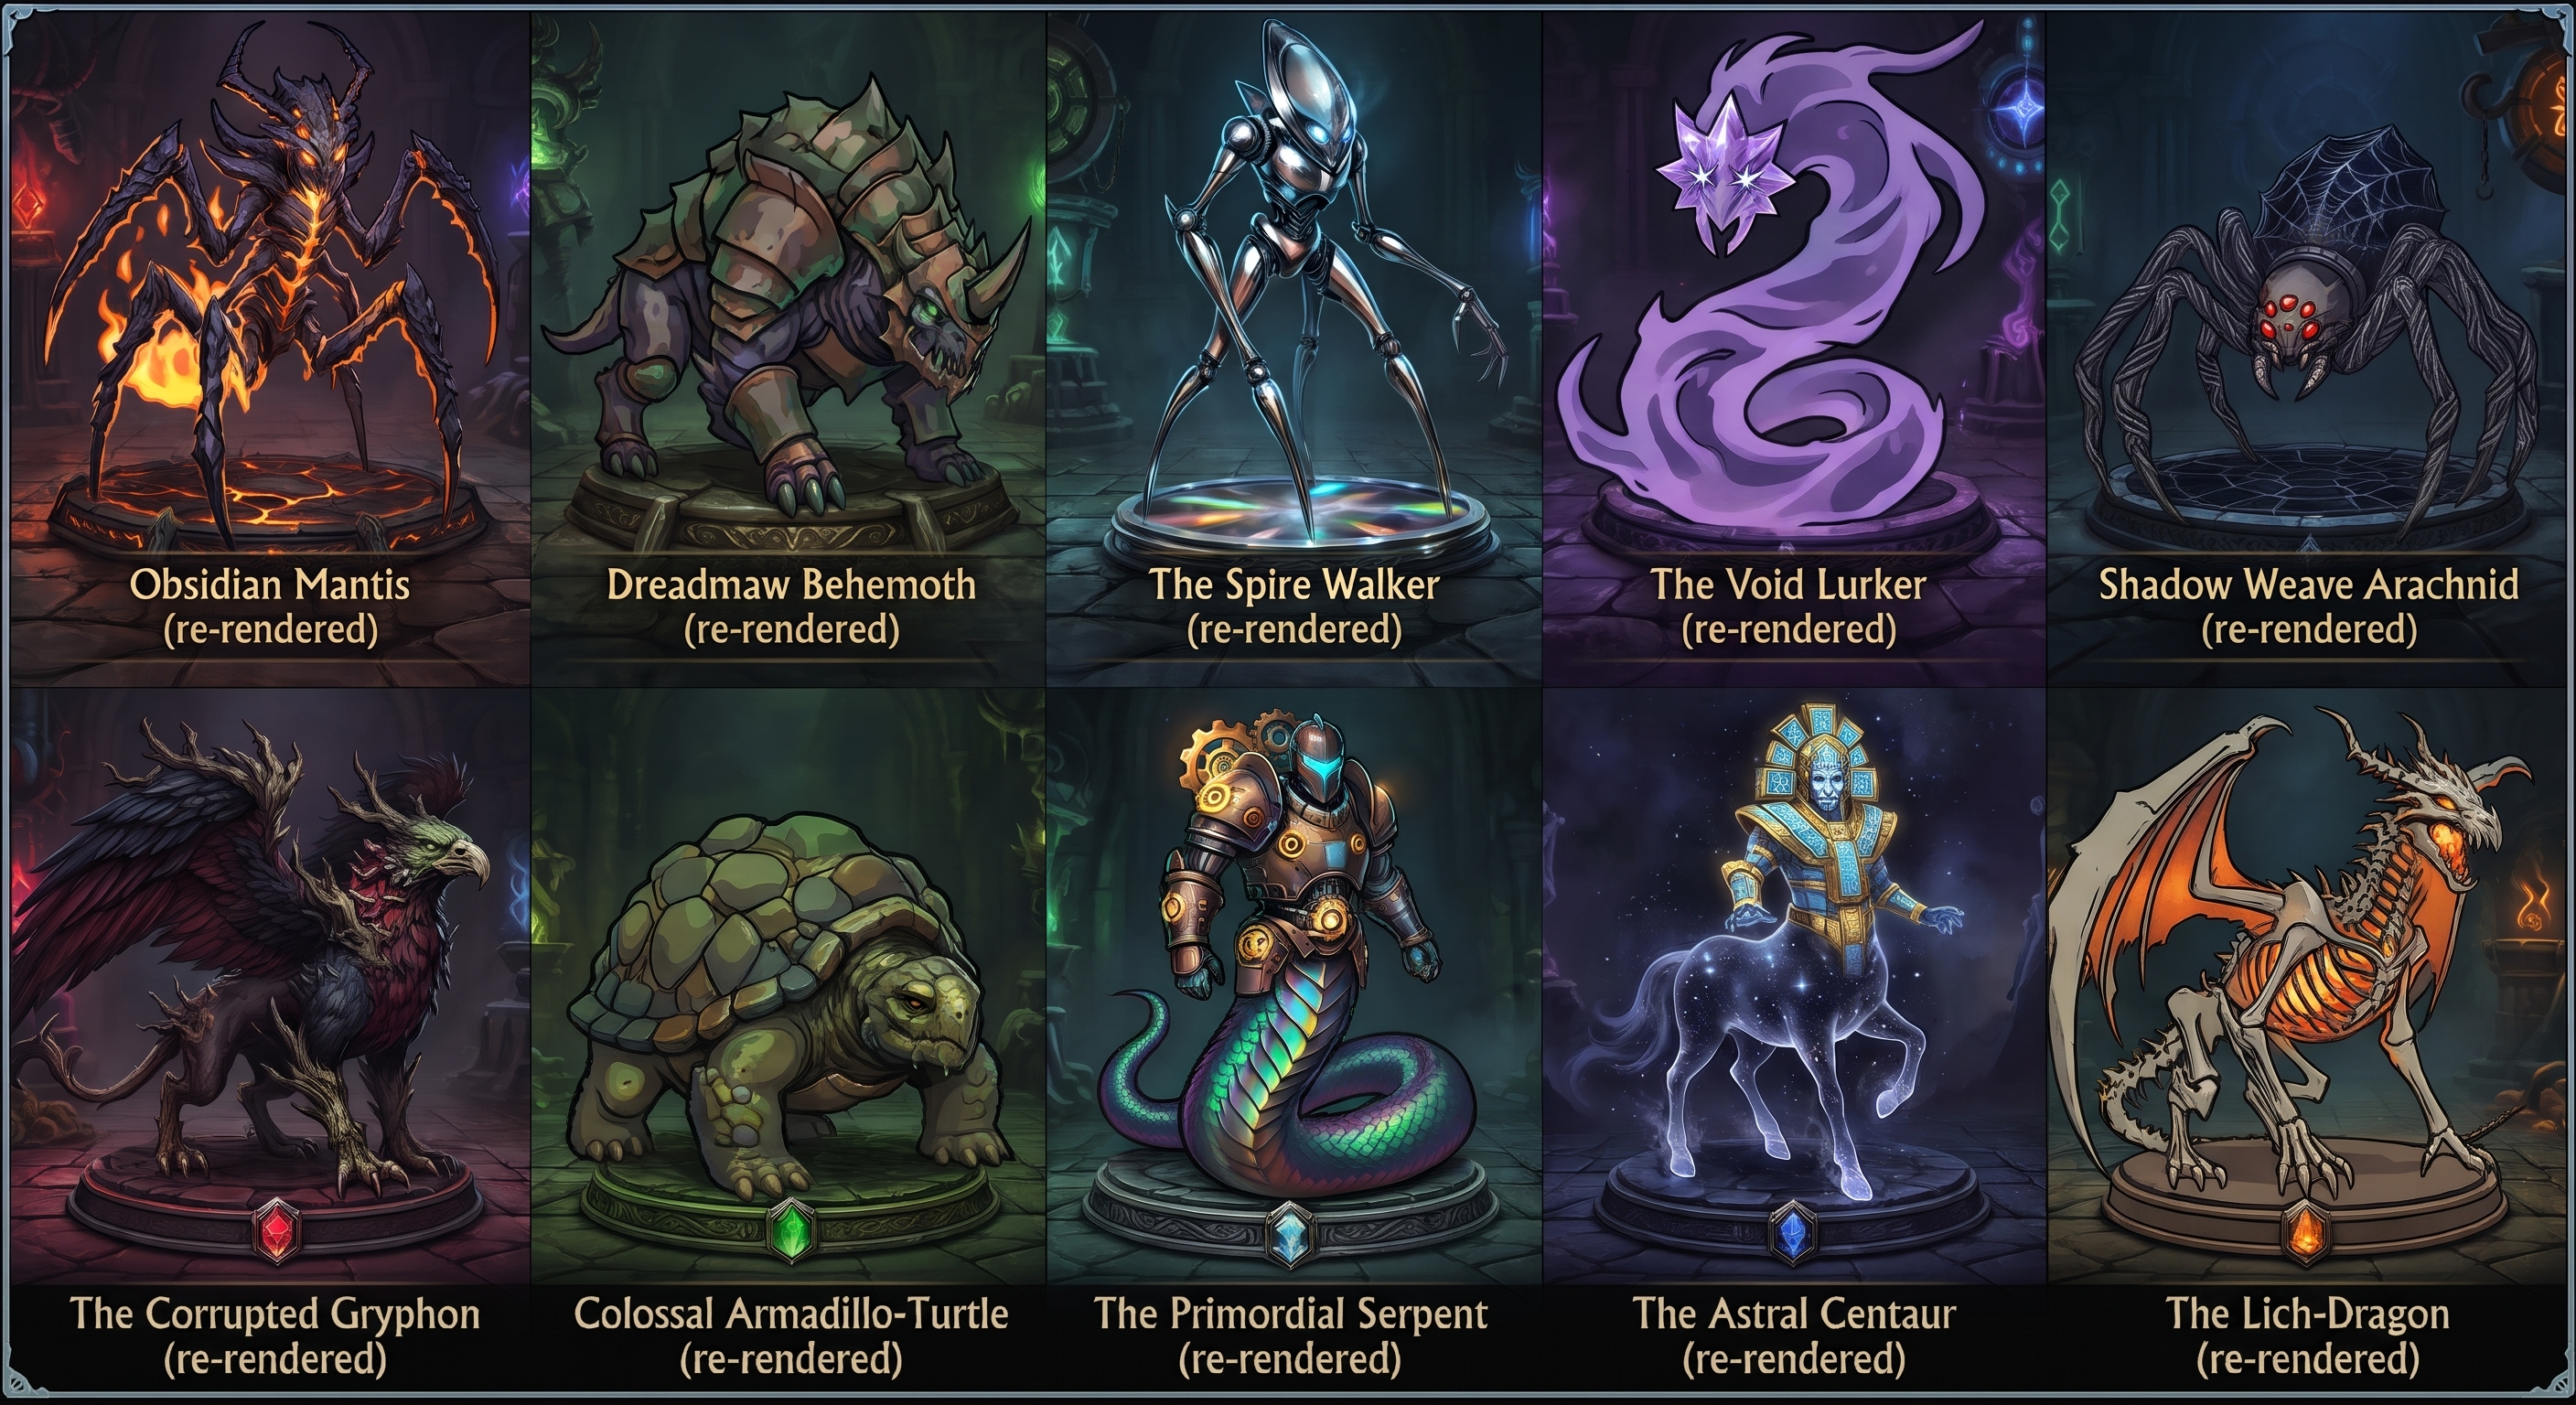 Obsidian Mantis
(re-rendered)
Dreadmaw Behemoth
(re-rendered)
The Spire Walker
(re-rendered)
The Void Lurker
(re-rendered)
Shadow Weave Arachnid
(re-rendered)
The Corrupted Gryphon
(re-rendered)
Colossal Armadillo-Turtle
(re-rendered)
The Primordial Serpent
(re-rendered)
The Astral Centaur
(re-rendered)
The Lich-Dragon
(re-rendered)